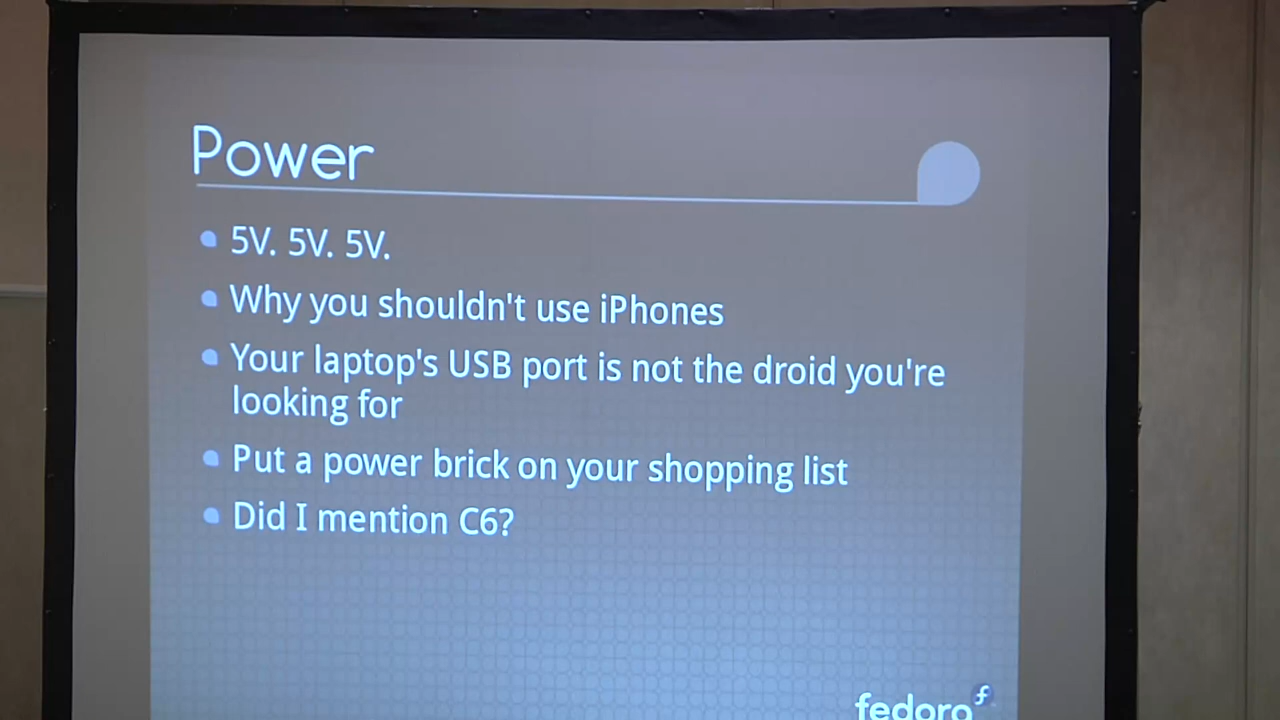 Power
5V. 5V. 5V.
Why you shouldn't use iPhones
Your laptop's USB port is not the droid you're
looking for
Put a power brick on your shopping list
Did I mention C6?
fedora